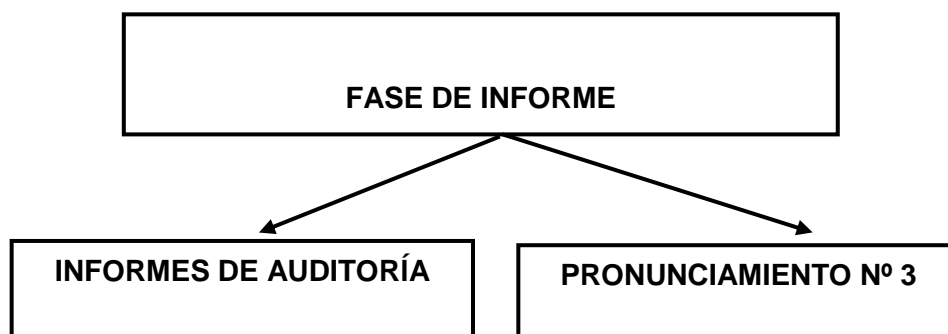 FASE DE INFORME
INFORMES DE AUDITORÍA
PRONUNCIAMIENTO Nº 3